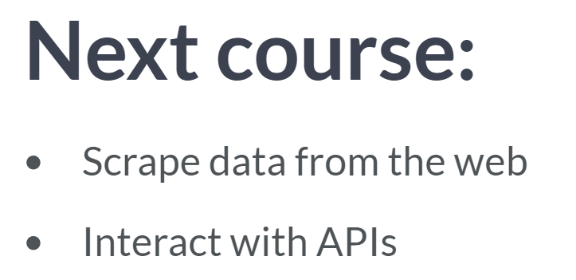 Next course:
• Scrape data from the web
• Interact with APIs